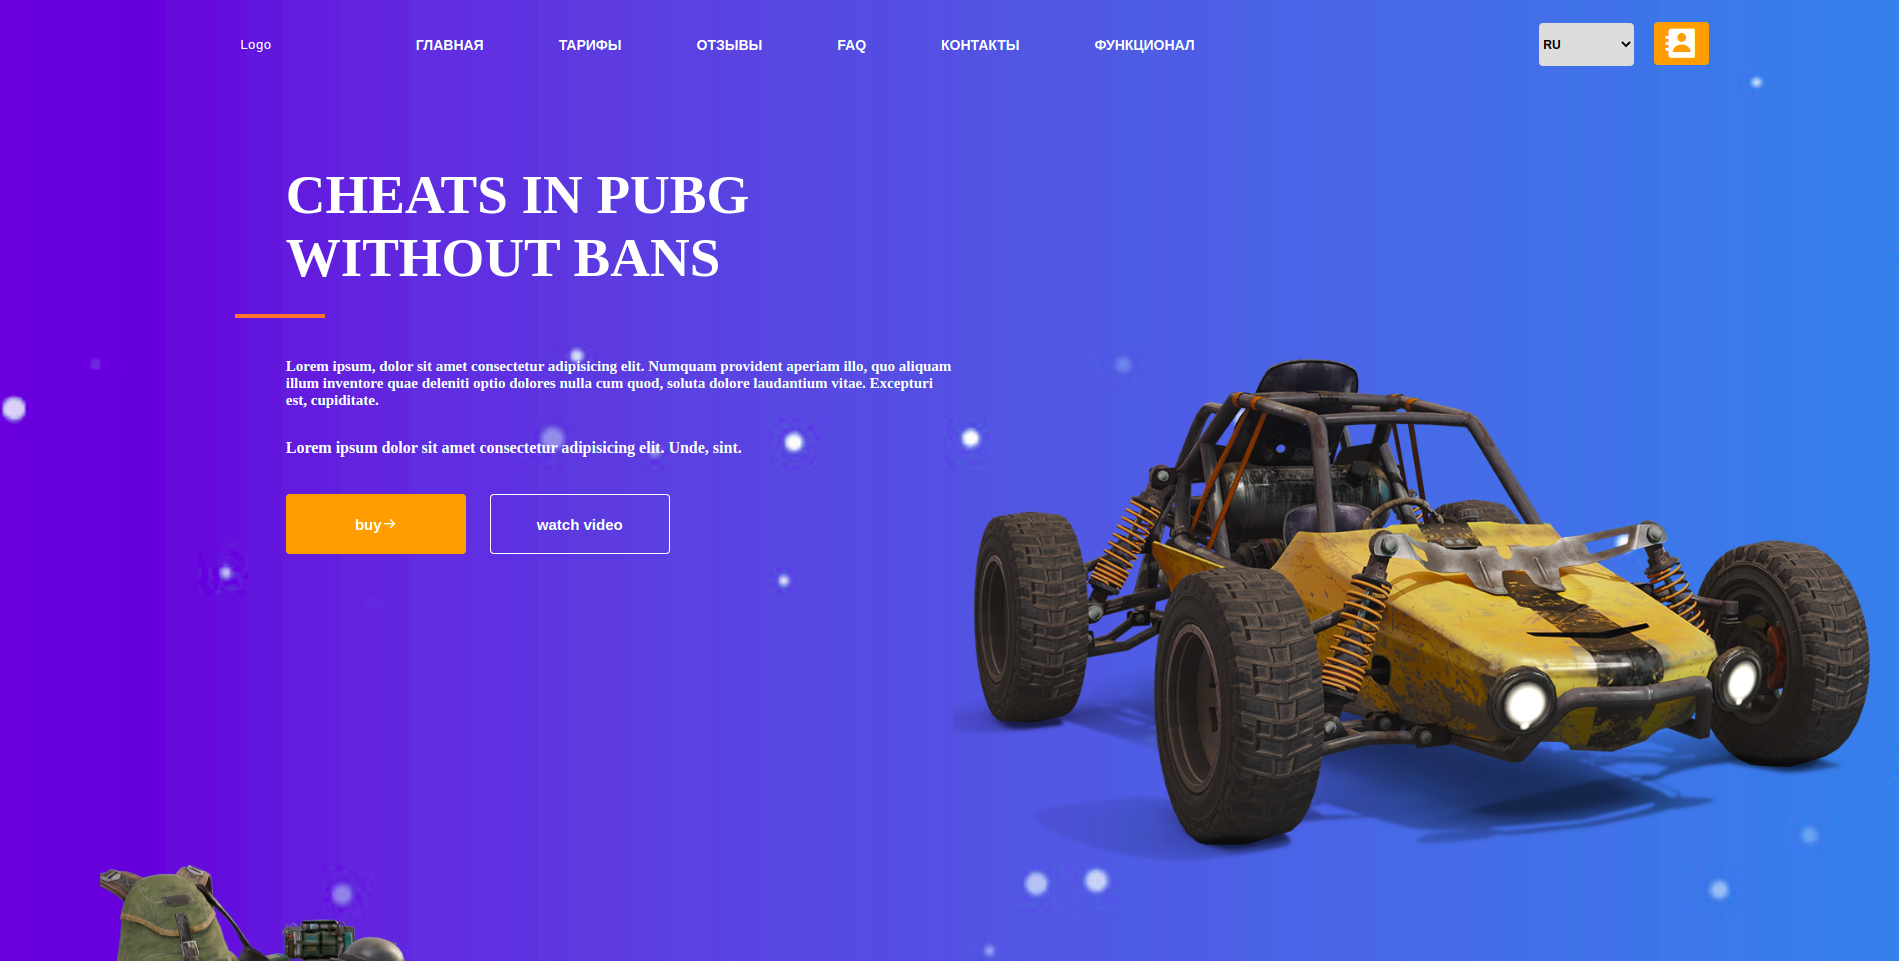 Logo
ГЛАВНАЯ
ТАРИФЫ
ОТЗЫВЫ
FAQ
КОНТАКТЫ
ФУНКЦИОНАЛ
RU
CHEATS IN PUBG
WITHOUT BANS
Lorem ipsum, dolor sit amet consectetur adipisicing elit. Numquam provident aperiam illo, quo aliquam
illum inventore quae deleniti optio dolores nulla cum quod, soluta dolore laudantium vitae. Excepturi
est, cupiditate.
Lorem ipsum dolor sit amet consectetur adipisicing elit. Unde, sint.
buy→
watch video